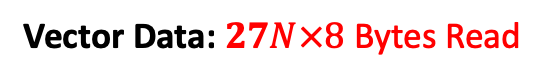 Vector Data: 27N×8 Bytes Read